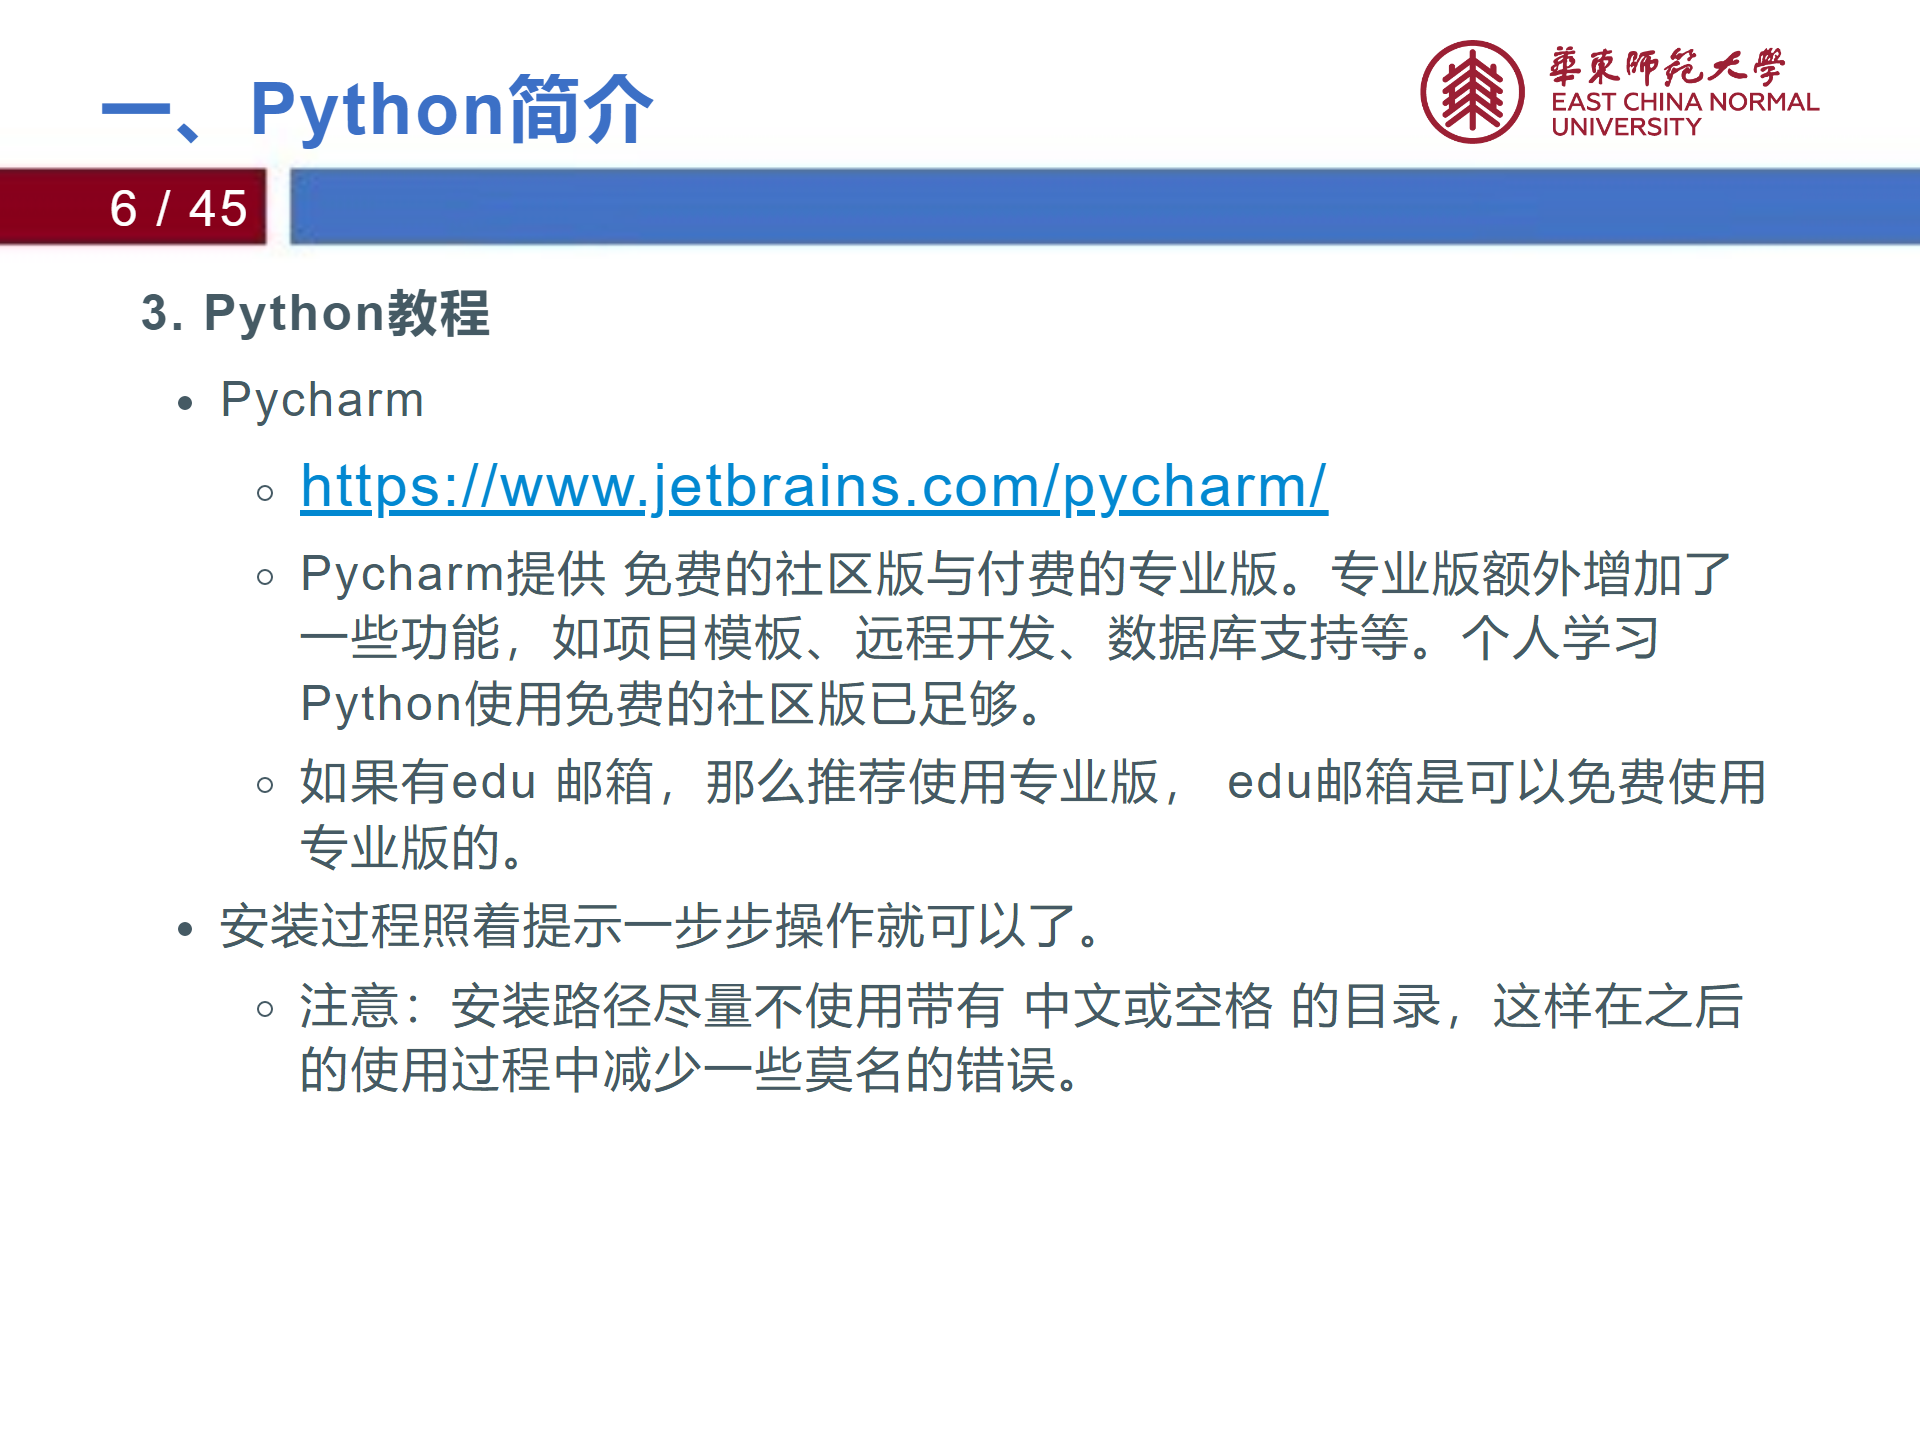 一、Python简介
華東师范大學
EAST CHINA NORMAL
UNIVERSITY
6 / 45
3. Python教程
• Pycharm
○ https://www.jetbrains.com/pycharm/
○ Pycharm提供 免费的社区版与付费的专业版。专业版额外增加了
一些功能，如项目模板、远程开发、数据库支持等。个人学习
Python使用免费的社区版已足够。
○ 如果有edu 邮箱，那么推荐使用专业版， edu邮箱是可以免费使用
专业版的。
• 安装过程照着提示一步步操作就可以了。
○ 注意：安装路径尽量不使用带有 中文或空格 的目录，这样在之后
的使用过程中减少一些莫名的错误。